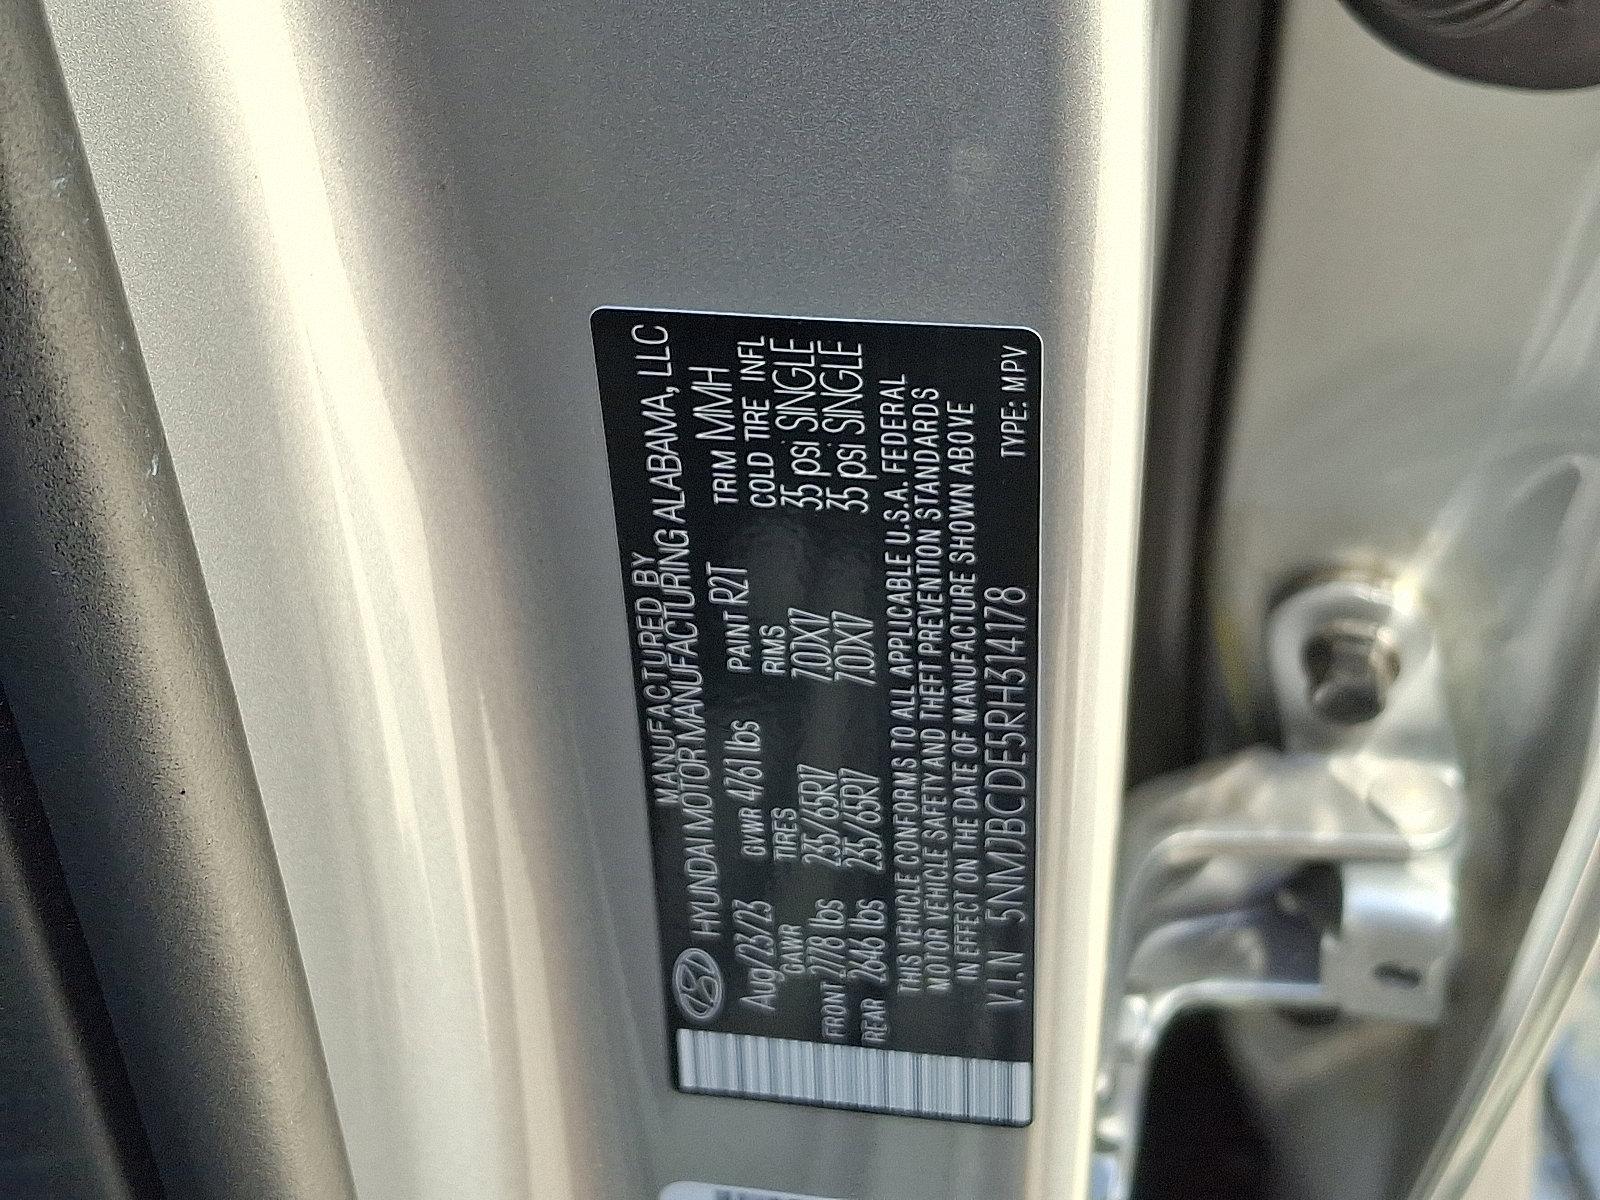 MANUFACTURED BY
HYUNDAI MOTOR MANUFACTURING ALABAMA, LLC
Aug/23/23 GVWR 4761 lbs PAINT R2T TRIM MMH
GAWR TIRES RIMS COLD TIRE INFL
FRONT 2778 lbs 235/65R17 7.0JX17 35 psi SINGLE
REAR 2646 lbs 235/65R17 7.0JX17 35 psi SINGLE
THIS VEHICLE CONFORMS TO ALL APPLICABLE U.S.A. FEDERAL
MOTOR VEHICLE SAFETY AND THEFT PREVENTION STANDARDS
IN EFFECT ON THE DATE OF MANUFACTURE SHOWN ABOVE
V.I.N 5NMJBCDE5RH314178 TYPE: MPV